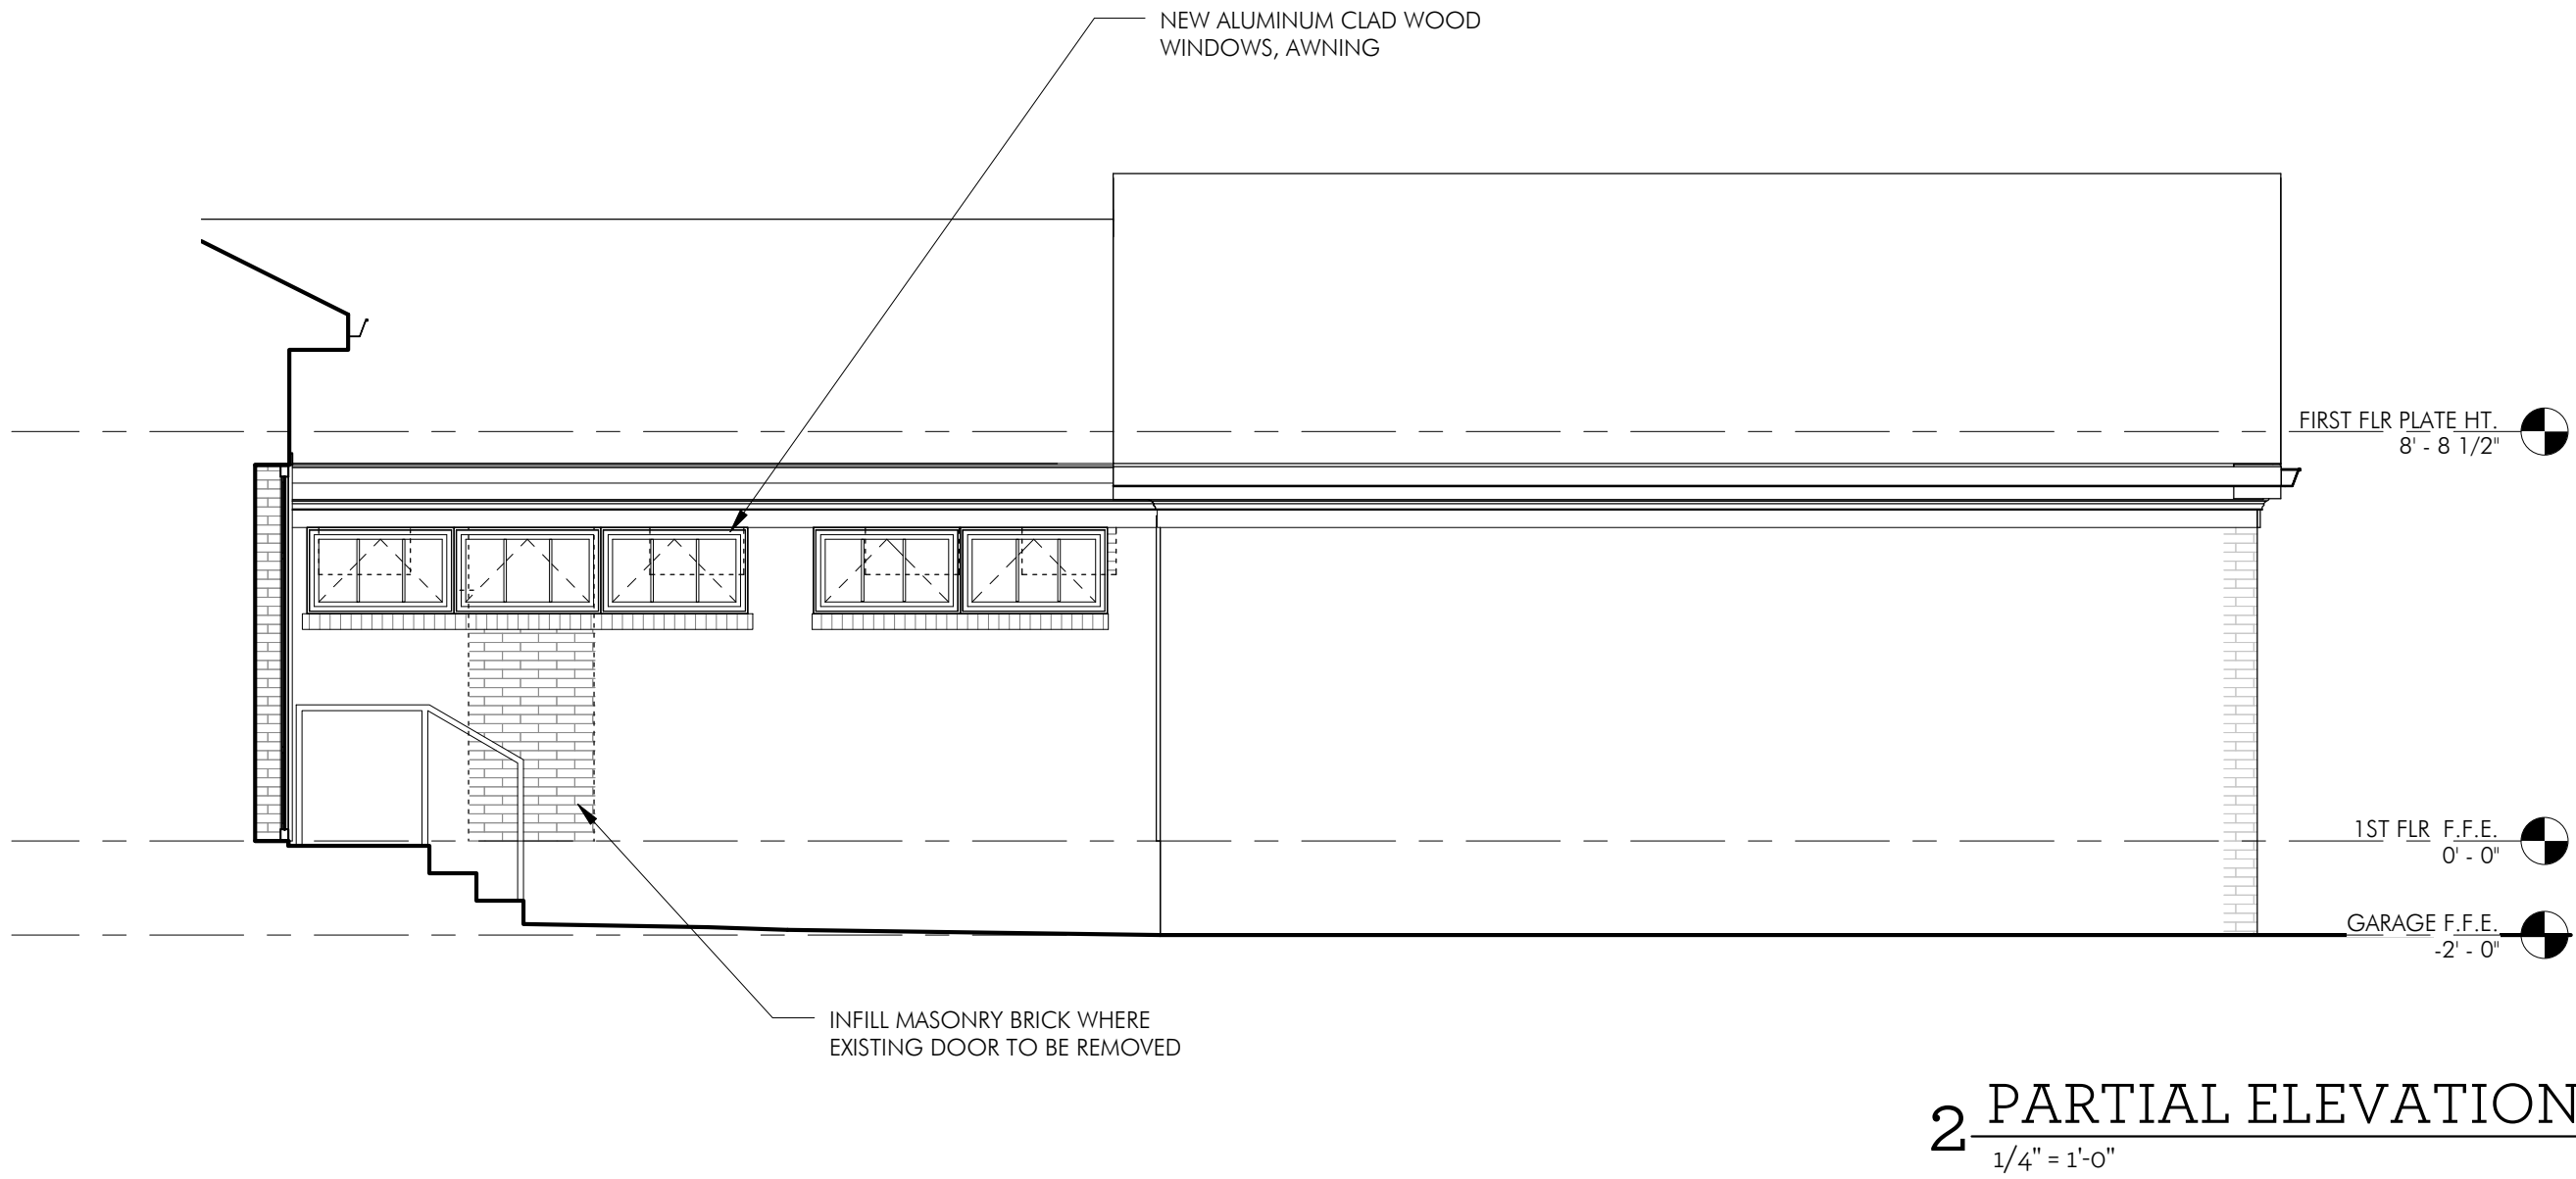 NEW ALUMINUM CLAD WOOD
WINDOWS, AWNING
FIRST FLR PLATE HT.
8' - 8 1/2"
1ST FLR F.F.E.
0' - 0"
GARAGE F.F.E.
-2' - 0"
INFILL MASONRY BRICK WHERE
EXISTING DOOR TO BE REMOVED
2 PARTIAL ELEVATION
1/4" = 1'-0"